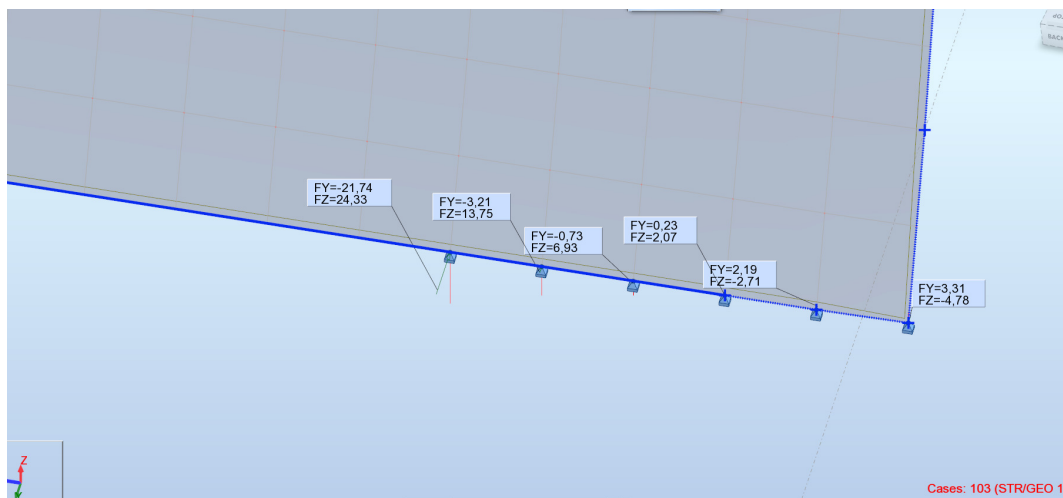 BACK
FY=-21,74
FZ=24,33
FY=-3,21
FZ=13,75
FY=-0,73
FZ=6,93
FY=0,23
FZ=2,07
FY=2,19
FZ=-2,71
FY=3,31
FZ=-4,78
Z
Cases: 103 (STR/GEO 1